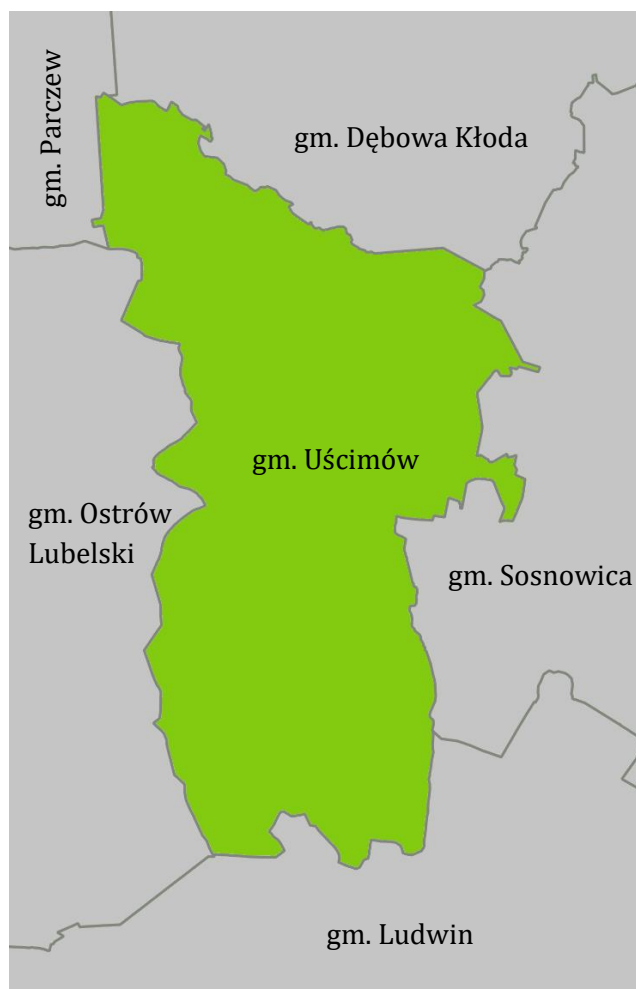 gm. Parczew
gm. Dębowa Kłoda
gm. Uścimów
gm. Ostrów
Lubelski
gm. Sosnowica
gm. Ludwin